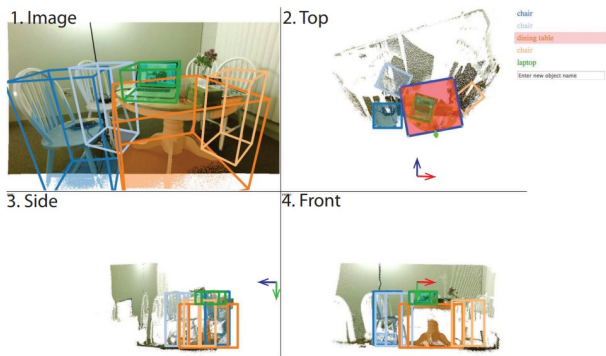 1. Image
2. Top
chair
chair
dining table
chair
laptop
Enter new object name
3. Side
4. Front